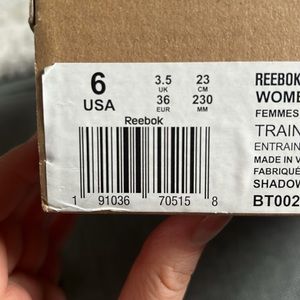 6
USA
3.5
UK
23
CM
36
EUR
230
MM
Reebok
1 91036 70515 8
REEBOK
WOME
FEMMES
TRAIN
ENTRAIN
MADE IN V
FABRIQUÉ
SHADOW
BT002